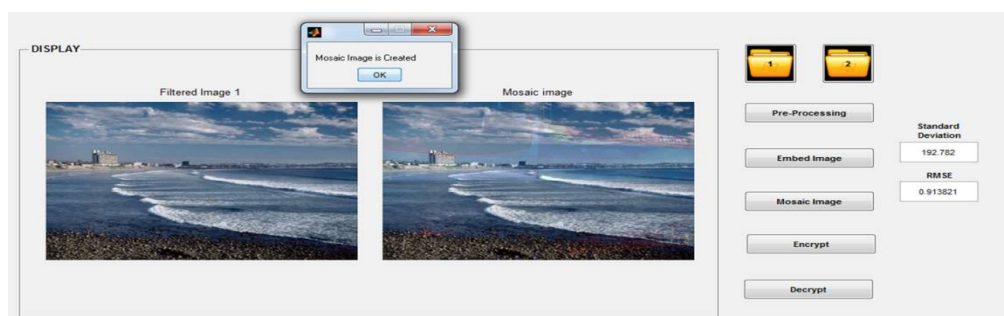 DISPLAY
Mosaic Image is Created
OK
Filtered Image 1
Mosaic image
1
2
Pre-Processing
Embed Image
Mosaic Image
Encrypt
Decrypt
Standard
Deviation
192.782
RMSE
0.913821